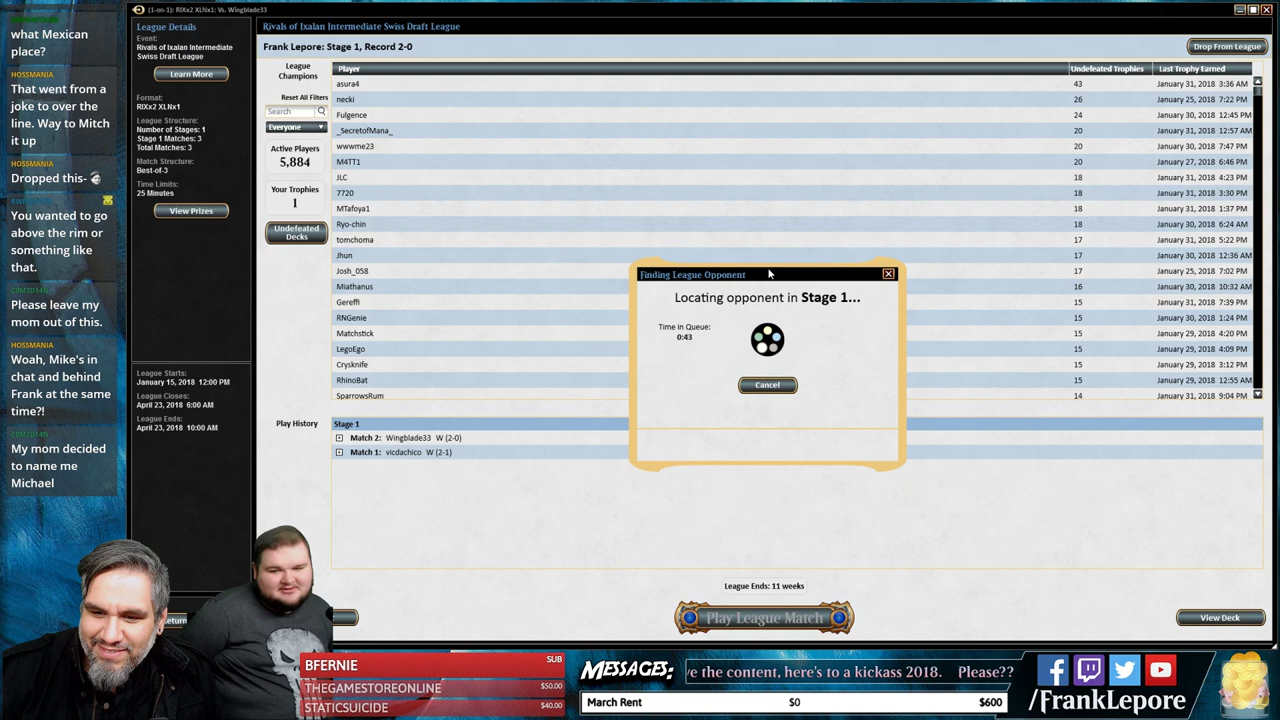 what Mexican
place?
HOSSMANIA
That went from a
joke to over the
line. Way to Mitch
it up
HOSSMANIA
Dropped this-
You wanted to go
above the rim or
something like
that.
C0M3D14N
Please leave my
mom out of this.
HOSSMANIA
Woah, Mike's in
chat and behind
Frank at the same
time?!
C0M3D14N
My mom decided
to name me
Michael
(1-on-1): RIXx2 XLNx1: Vs. Wingblade33
League Details
Event:
Rivals of Ixalan Intermediate
Swiss Draft League
Learn More
Format:
RIXx2 XLNx1
League Structure:
Number of Stages: 1
Stage 1 Matches: 3
Total Matches: 3
Match Structure:
Best-of-3
Time Limits:
25 Minutes
View Prizes
League Starts:
January 15, 2018 12:00 PM
League Closes:
April 23, 2018 6:00 AM
League Ends:
April 23, 2018 10:00 AM
Return
Rivals of Ixalan Intermediate Swiss Draft League
Frank Lepore: Stage 1, Record 2-0
Drop From League
League
Champions
Reset All Filters
Search
Everyone
Active Players
5,884
Your Trophies
1
Undefeated
Decks
Player Undefeated Trophies Last Trophy Earned
asura4 43 January 31, 2018 3:36 AM
necki 26 January 25, 2018 7:22 PM
Fulgence 24 January 30, 2018 12:45 PM
_SecretofMana_ 20 January 31, 2018 12:57 AM
wwwme23 20 January 30, 2018 7:47 PM
M4TT1 20 January 27, 2018 6:46 PM
JLC 18 January 31, 2018 4:23 PM
7720 18 January 31, 2018 3:30 PM
MTafoya1 18 January 31, 2018 1:37 PM
Ryo-chin 18 January 30, 2018 6:24 AM
tomchoma 17 January 31, 2018 5:22 PM
Jhun 17 January 30, 2018 12:36 AM
Josh_058 17 January 25, 2018 7:02 PM
Miathanus 16 January 30, 2018 10:32 AM
Gereffi 15 January 31, 2018 7:39 PM
RNGenie 15 January 30, 2018 1:24 PM
Matchstick 15 January 29, 2018 4:20 PM
LegoEgo 15 January 29, 2018 4:09 PM
Crysknife 15 January 29, 2018 3:12 PM
RhinoBat 15 January 29, 2018 12:55 AM
SparrowsRum 14 January 31, 2018 9:04 PM
Finding League Opponent
Locating opponent in Stage 1...
Time in Queue:
0:43
Cancel
Play History
Stage 1
Match 2: Wingblade33 W (2-0)
Match 1: vicdachico W (2-1)
League Ends: 11 weeks
Play League Match
View Deck
BFERNIE SUB
THEGAMESTOREONLINE $50.00
STATICSUICIDE $40.00
MESSAGES:
've the content, here's to a kickass 2018. Please??
March Rent $0 $600
/FrankLepore